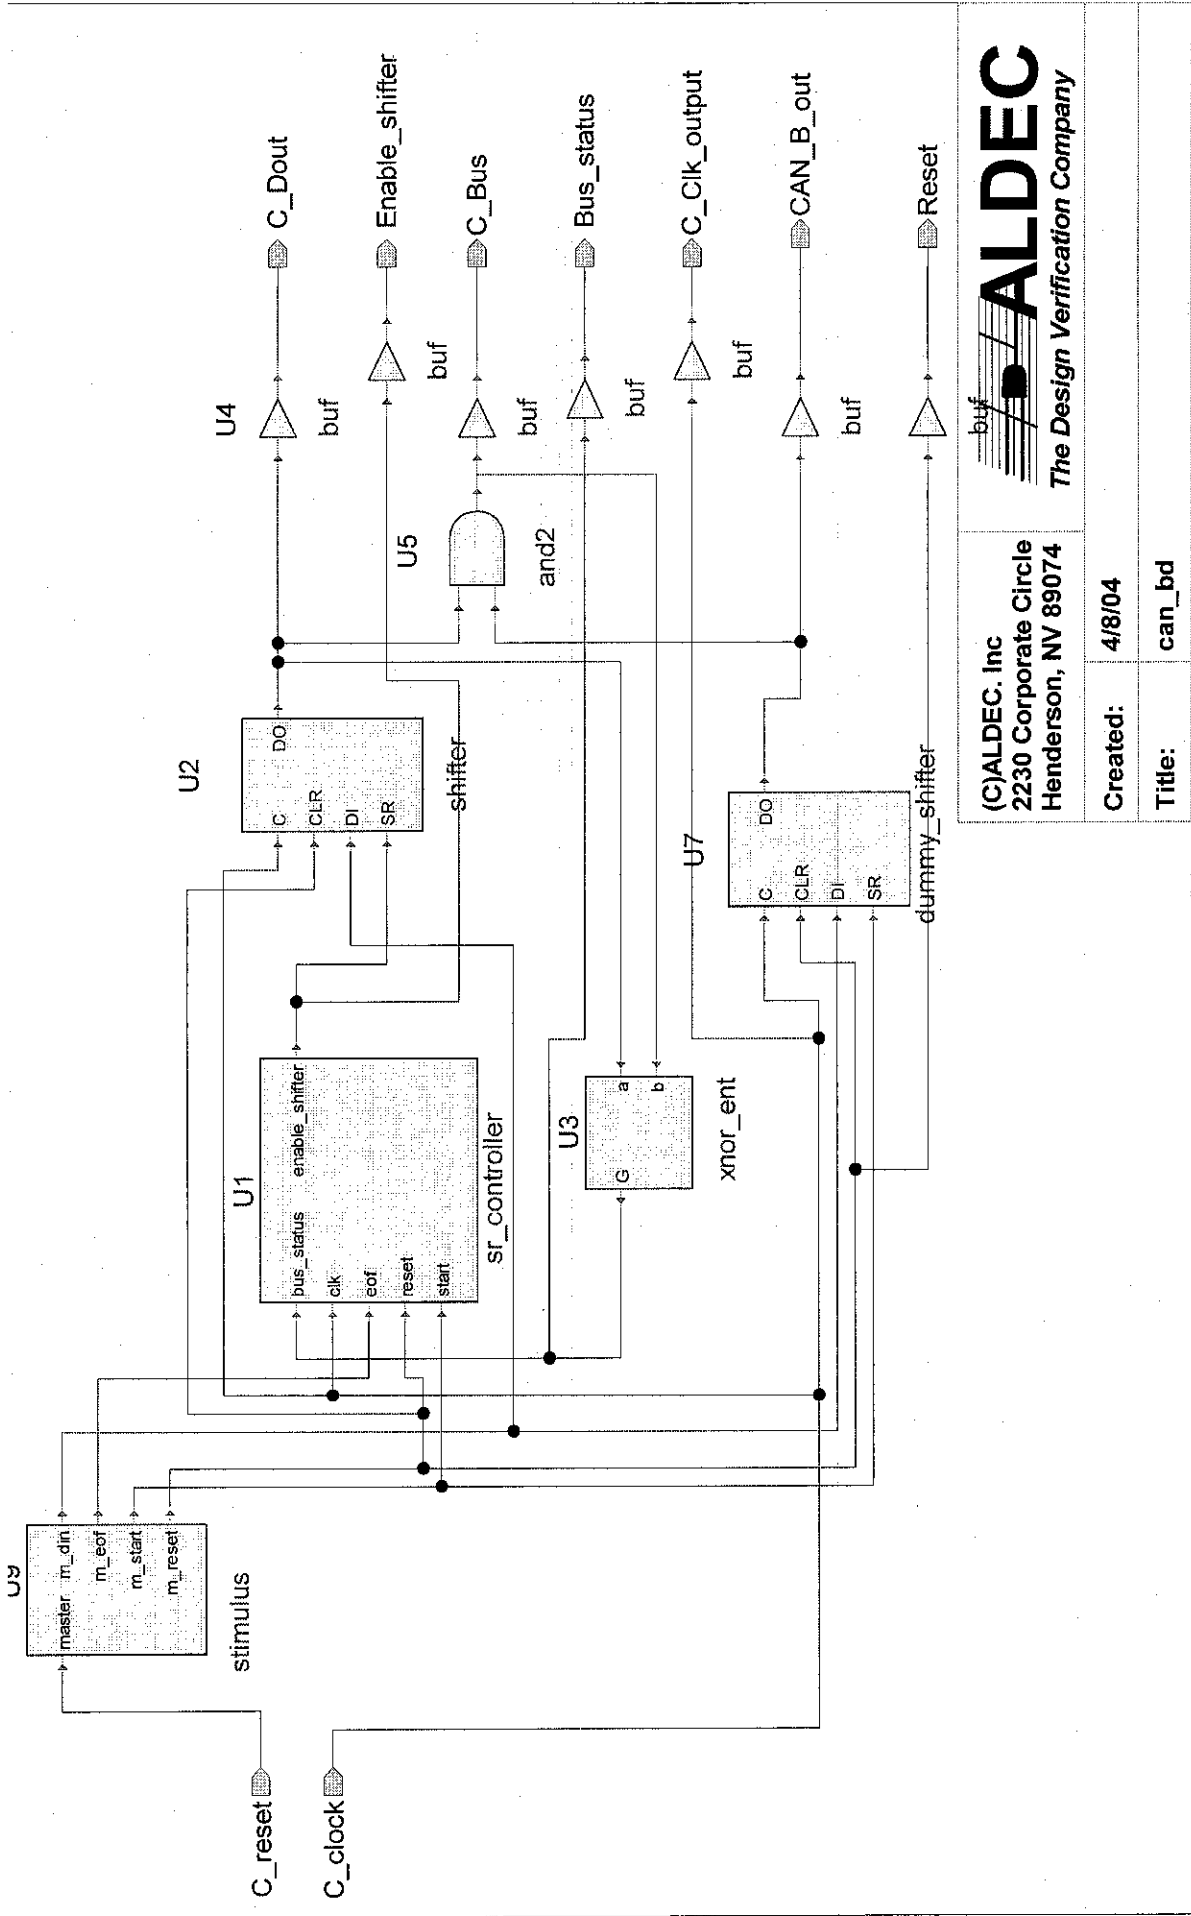 U9
master
m_din
m_eof
m_start
m_reset
stimulus
C_reset
C_clock
U1
bus_status
enable_shifter
clk
eof
reset
start
sr_controller
U2
C
DO
CLR
DI
SR
shifter
U3
G
a
b
xnor_ent
U7
C
DO
CLR
DI
SR
dummy_shifter
U4
buf
C_Dout
buf
Enable_shifter
U5
and2
buf
C_Bus
buf
Bus_status
buf
C_Clk_output
buf
CAN_B_out
buf
Reset
(C)ALDEC. Inc
2230 Corporate Circle
Henderson, NV 89074
ALDEC
The Design Verification Company
Created: 4/8/04
Title: can_bd